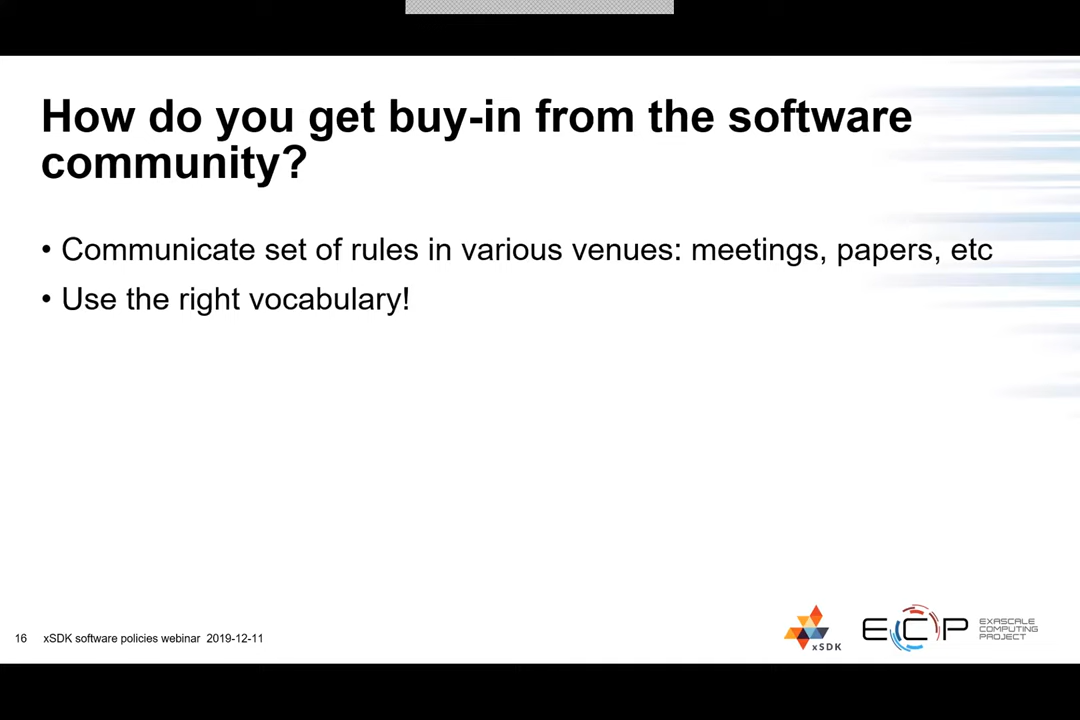 How do you get buy-in from the software
community?
• Communicate set of rules in various venues: meetings, papers, etc
• Use the right vocabulary!
16 xSDK software policies webinar 2019-12-11
xSDK
ECP
EXASCALE
COMPUTING
PROJECT